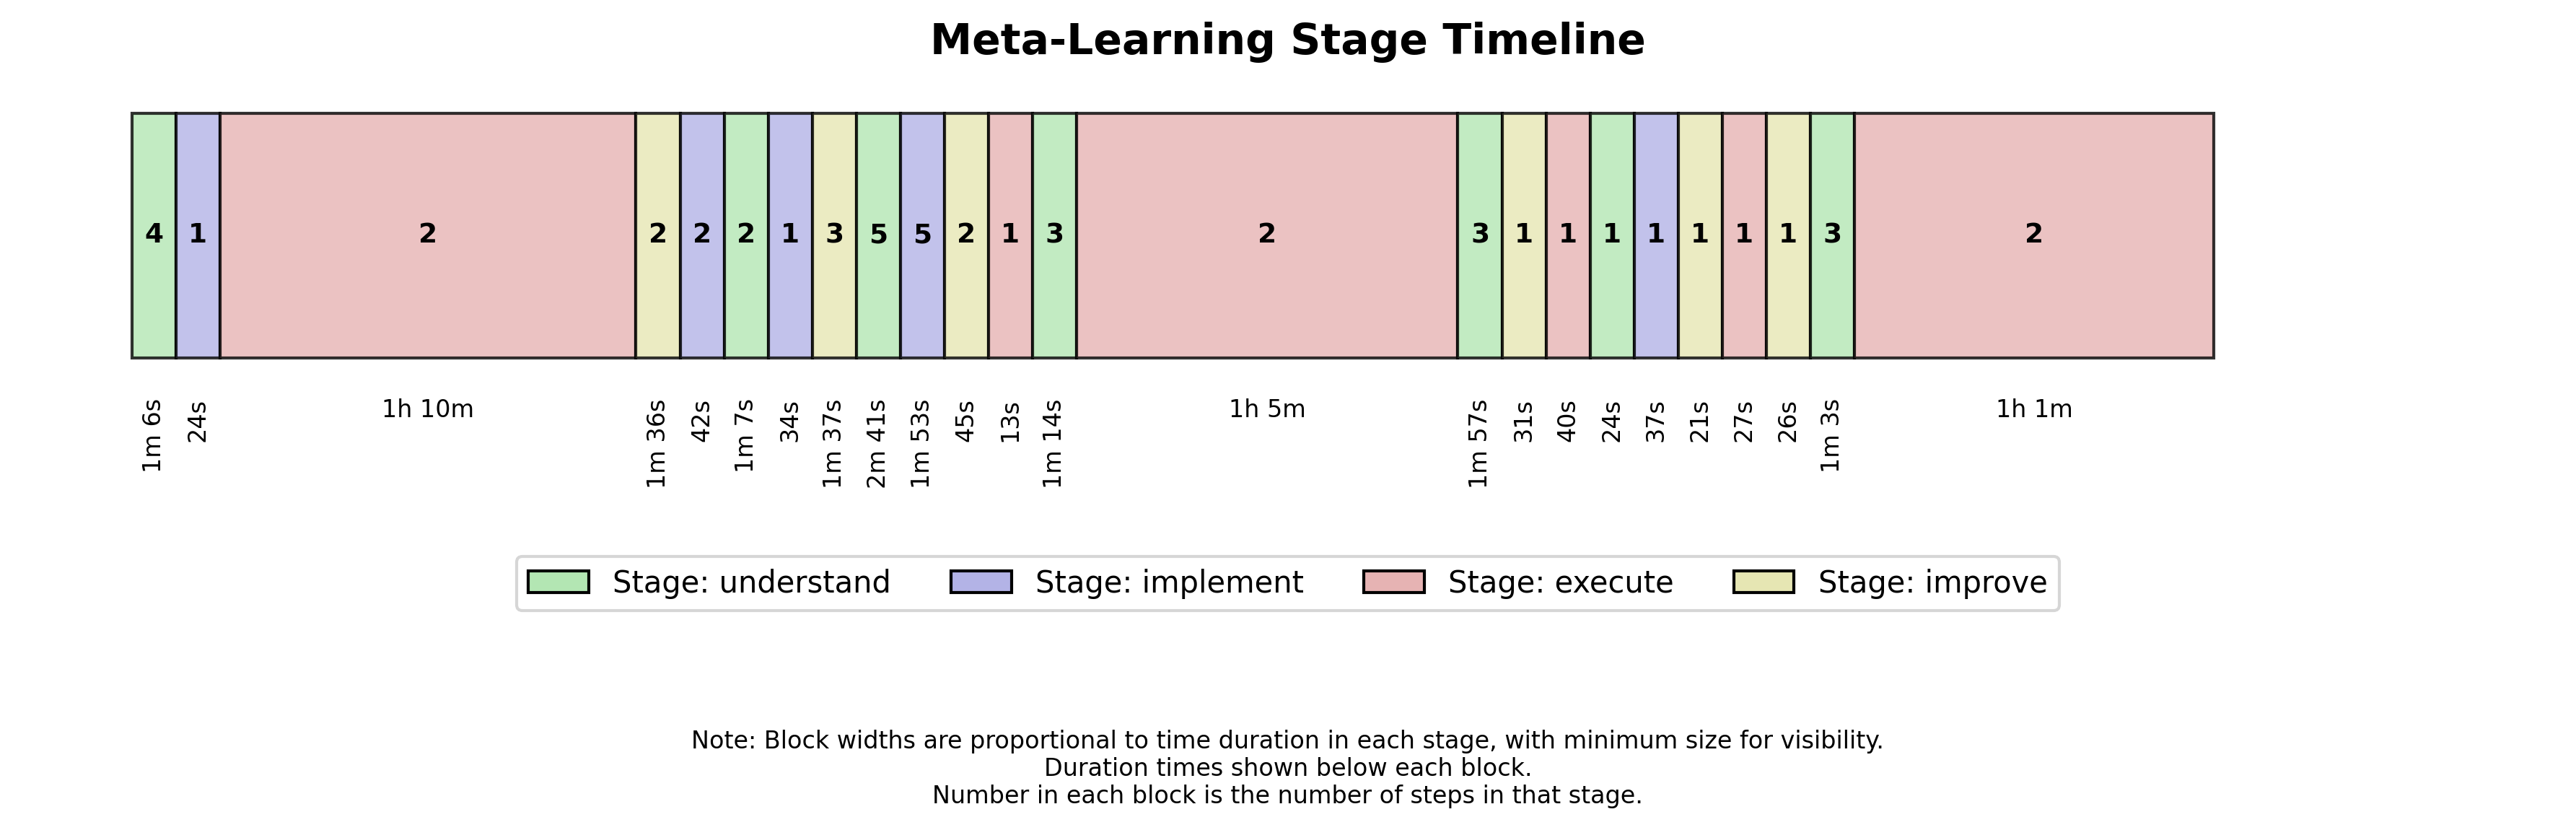 Meta-Learning Stage Timeline
4 1 2 2 2 2 1 3 5 5 2 1 3 2 3 1 1 1 1 1 1 1 3 2
1m 6s 24s 1h 10m 1m 36s 42s 1m 7s 34s 1m 37s 2m 41s 1m 53s 45s 13s 1m 14s 1h 5m 1m 57s 31s 40s 24s 37s 21s 27s 26s 1m 3s 1h 1m
Stage: understand Stage: implement Stage: execute Stage: improve
Note: Block widths are proportional to time duration in each stage, with minimum size for visibility.
Duration times shown below each block.
Number in each block is the number of steps in that stage.